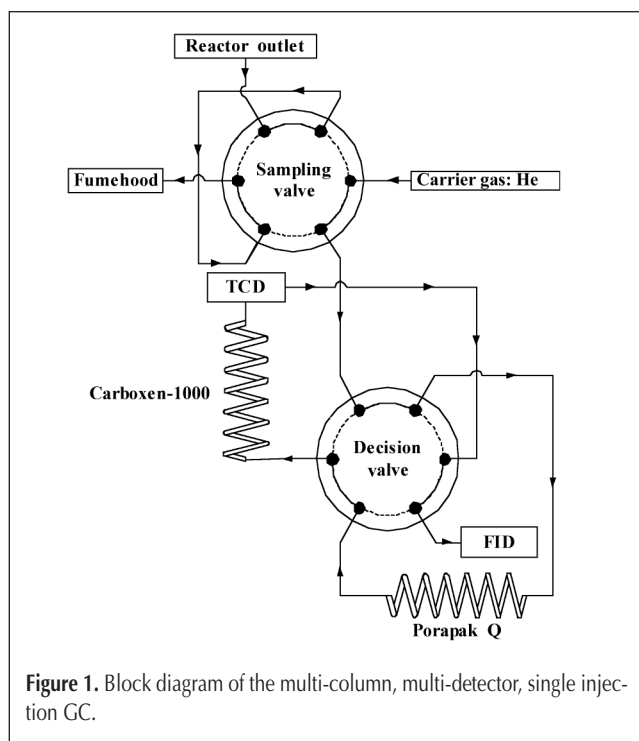 Reactor outlet
Sampling
valve
Fumehood
Carrier gas: He
TCD
Carboxen-1000
Decision
valve
FID
Porapak Q
Figure 1. Block diagram of the multi-column, multi-detector, single injec-
tion GC.